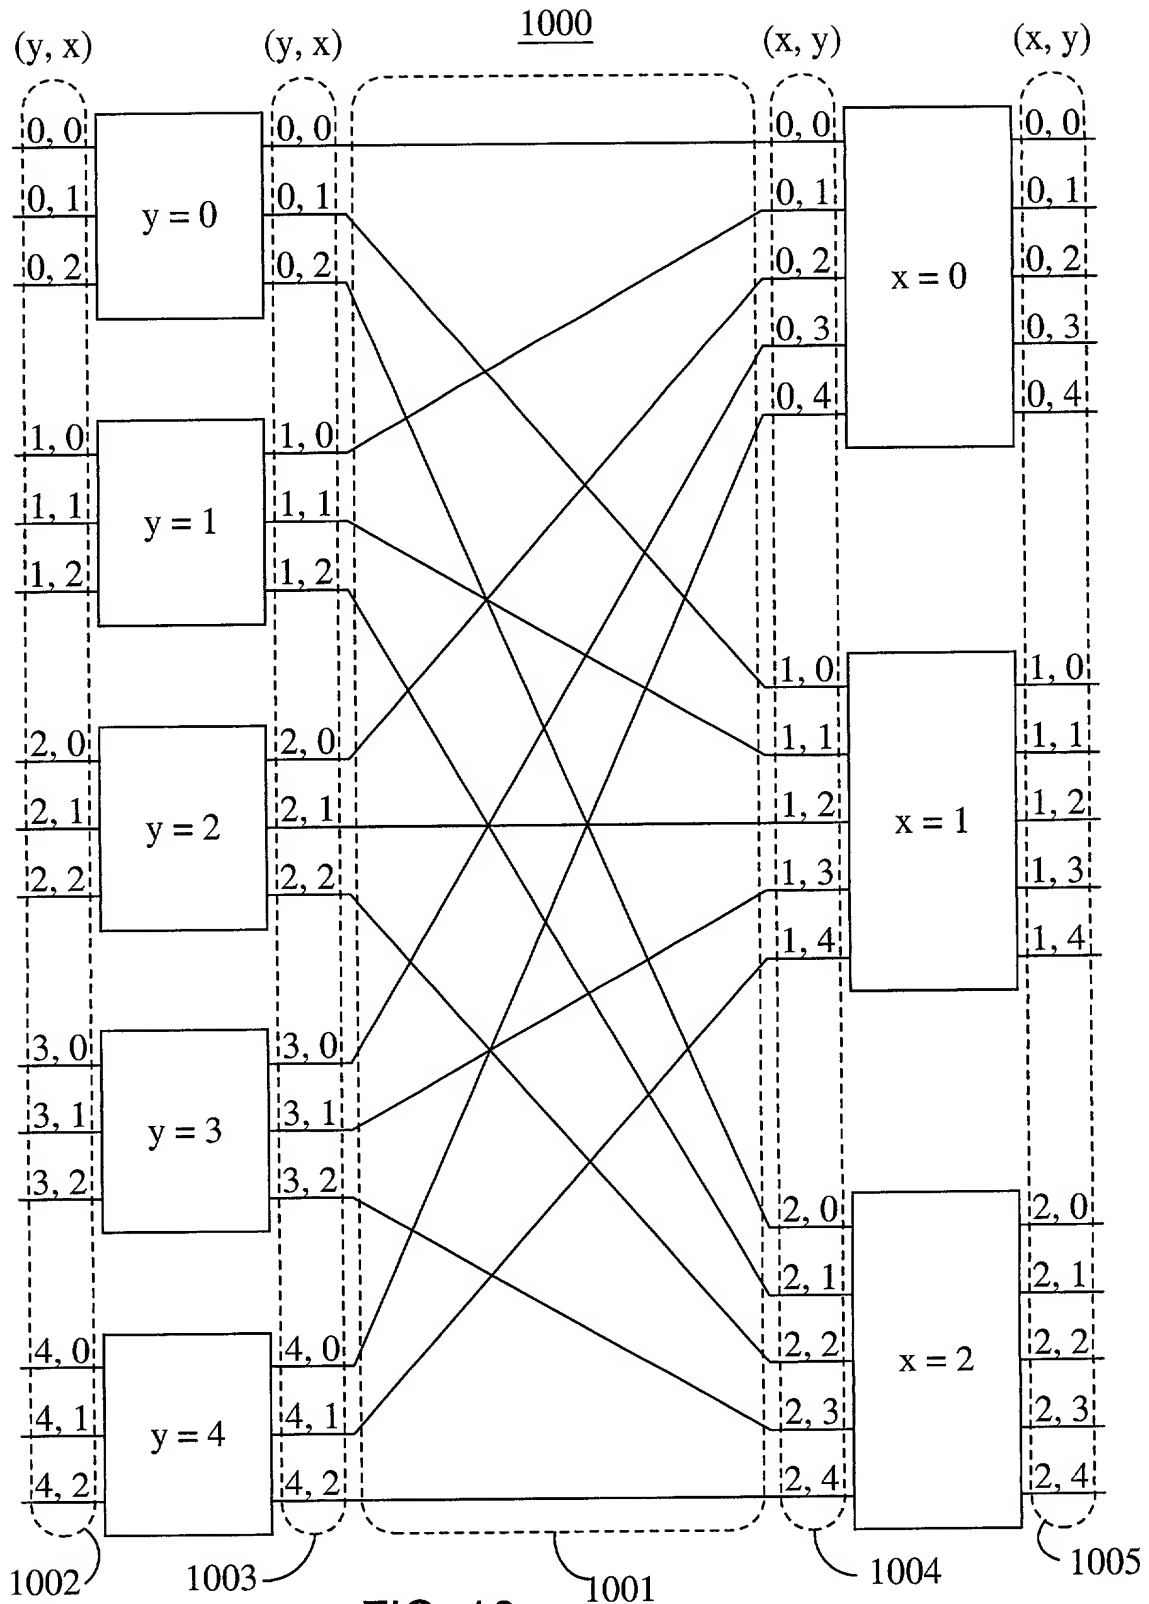 1000
(y, x) (y, x) (x, y) (x, y)
0, 0 0, 0 0, 0 0, 0
0, 1 y = 0 0, 1 0, 1 0, 1
0, 2 0, 2 0, 2 x = 0 0, 2
0, 3 0, 3
0, 4 0, 4
1, 0 1, 0
1, 1 y = 1 1, 1
1, 2 1, 2
1, 0 1, 0
2, 0 2, 0 1, 1 1, 1
2, 1 y = 2 2, 1 1, 2 x = 1 1, 2
2, 2 2, 2 1, 3 1, 3
1, 4 1, 4
3, 0 3, 0
3, 1 y = 3 3, 1
3, 2 3, 2
2, 0 2, 0
2, 1 2, 1
4, 0 4, 0 2, 2 x = 2 2, 2
4, 1 y = 4 4, 1 2, 3 2, 3
4, 2 4, 2 2, 4 2, 4
1002 1003 1001 1004 1005